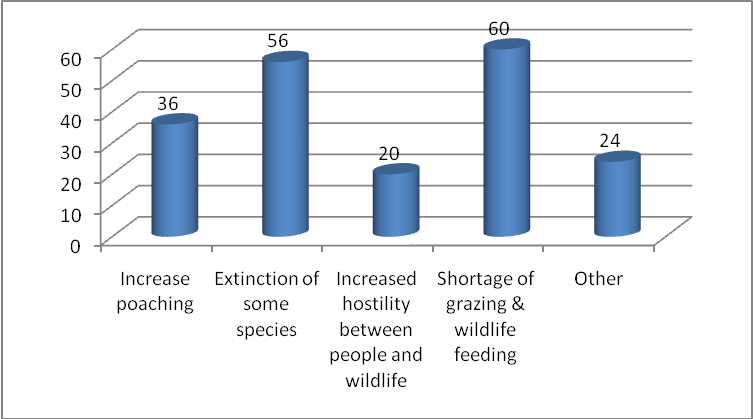 60
50
40
30
20
10
0
36
56
20
60
24
Increase
poaching
Extinction of
some
species
Increased
hostility
between
people and
wildlife
Shortage of
grazing &
wildlife
feeding
Other